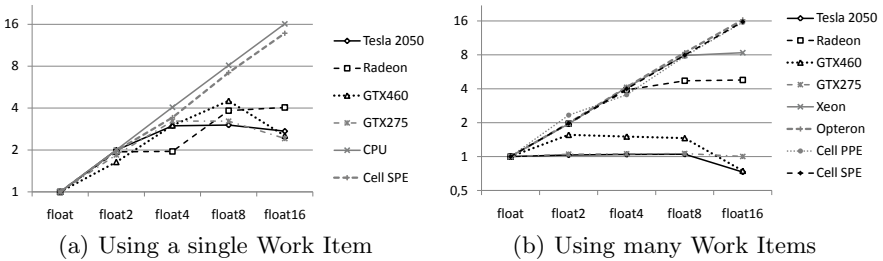 16
8
4
2
1
float float2 float4 float8 float16
Tesla 2050
Radeon
GTX460
GTX275
CPU
Cell SPE
(a) Using a single Work Item
16
8
4
2
1
0,5
float float2 float4 float8 float16
Tesla 2050
Radeon
GTX460
GTX275
Xeon
Opteron
Cell PPE
Cell SPE
(b) Using many Work Items